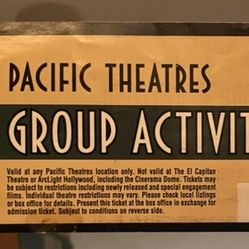 PACIFIC THEATRES
GROUP ACTIVIT
Valid at any Pacific Theatres location only. Not valid at The El Capitan
Theatre or ArcLight Hollywood, including the Cinerama Dome. Tickets may
be subject to restrictions including newly released and special engagement
films. Individual theatre restrictions may vary. Please check local listings
or box office for details. Present this ticket at the box office in exchange for
admission ticket. Subject to conditions on reverse side.